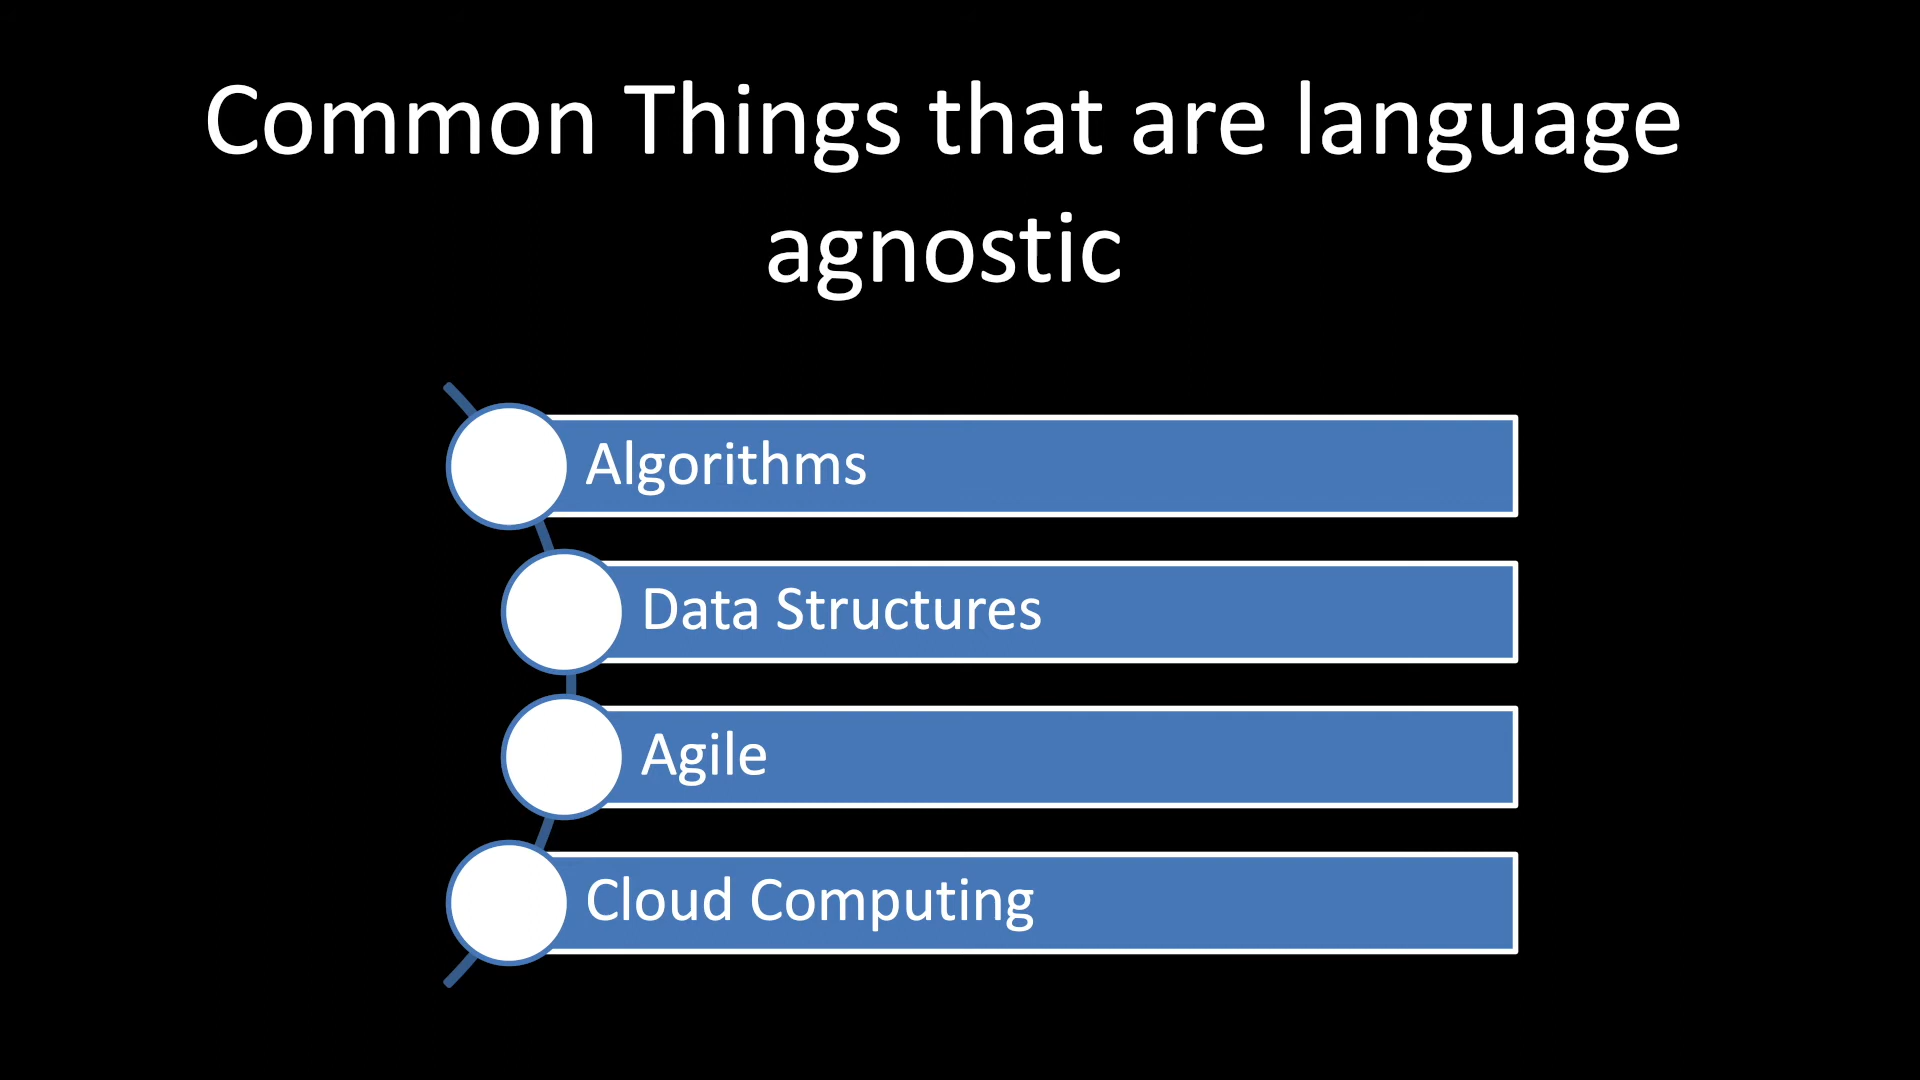 Common Things that are language
agnostic
Algorithms
Data Structures
Agile
Cloud Computing